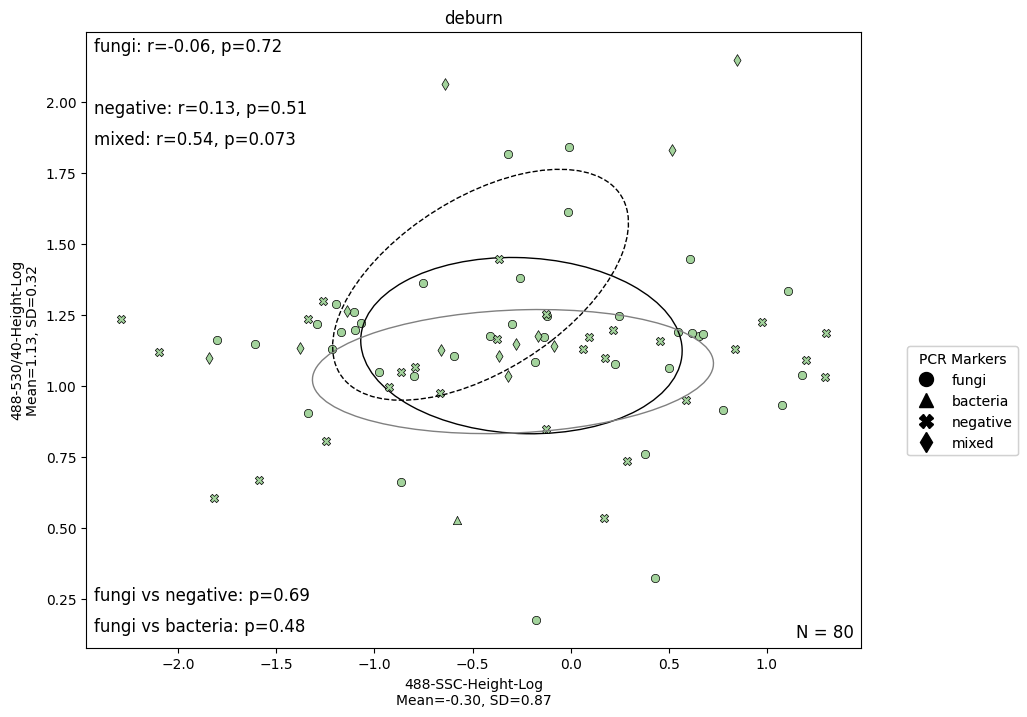 deburn
fungi: r=-0.06, p=0.72
negative: r=0.13, p=0.51
mixed: r=0.54, p=0.073
2.00
1.75
1.50
1.25
1.00
0.75
0.50
0.25
488-530/40-Height-Log
Mean=1.13, SD=0.32
PCR Markers
fungi
bacteria
negative
mixed
fungi vs negative: p=0.69
fungi vs bacteria: p=0.48
N = 80
−2.0
−1.5
−1.0
−0.5
0.0
0.5
1.0
488-SSC-Height-Log
Mean=-0.30, SD=0.87